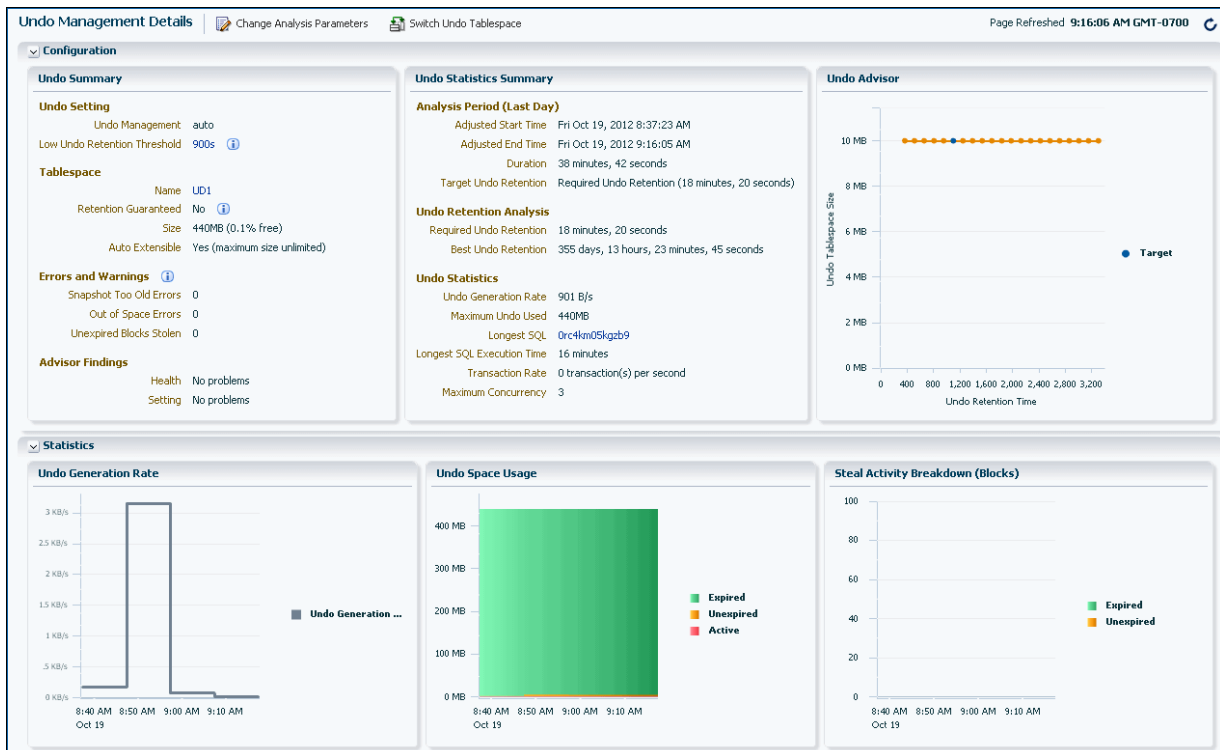 Undo Management Details
Change Analysis Parameters
Switch Undo Tablespace
Page Refreshed 9:16:06 AM GMT-0700
Configuration
Undo Summary
Undo Setting
Undo Management auto
Low Undo Retention Threshold 900s
Tablespace
Name UD1
Retention Guaranteed No
Size 440MB (0.1% free)
Auto Extensible Yes (maximum size unlimited)
Errors and Warnings
Snapshot Too Old Errors 0
Out of Space Errors 0
Unexpired Blocks Stolen 0
Advisor Findings
Health No problems
Setting No problems
Undo Statistics Summary
Analysis Period (Last Day)
Adjusted Start Time Fri Oct 19, 2012 8:37:23 AM
Adjusted End Time Fri Oct 19, 2012 9:16:05 AM
Duration 38 minutes, 42 seconds
Target Undo Retention Required Undo Retention (18 minutes, 20 seconds)
Undo Retention Analysis
Required Undo Retention 18 minutes, 20 seconds
Best Undo Retention 355 days, 13 hours, 23 minutes, 45 seconds
Undo Statistics
Undo Generation Rate 901 B/s
Maximum Undo Used 440MB
Longest SQL 0rc4km05kgzb9
Longest SQL Execution Time 16 minutes
Transaction Rate 0 transaction(s) per second
Maximum Concurrency 3
Undo Advisor
Undo Tablespace Size
10 MB
8 MB
6 MB
4 MB
2 MB
0 MB
0 400 800 1,200 1,600 2,000 2,400 2,800 3,200
Undo Retention Time
Target
Statistics
Undo Generation Rate
3 KB/s
2.5 KB/s
2 KB/s
1.5 KB/s
1 KB/s
.5 KB/s
0 KB/s
8:40 AM 8:50 AM 9:00 AM 9:10 AM
Oct 19
Undo Generation ...
Undo Space Usage
400 MB
300 MB
200 MB
100 MB
0 MB
8:40 AM 8:50 AM 9:00 AM 9:10 AM
Oct 19
Expired
Unexpired
Active
Steal Activity Breakdown (Blocks)
100
80
60
40
20
0
8:40 AM 8:50 AM 9:00 AM 9:10 AM
Oct 19
Expired
Unexpired